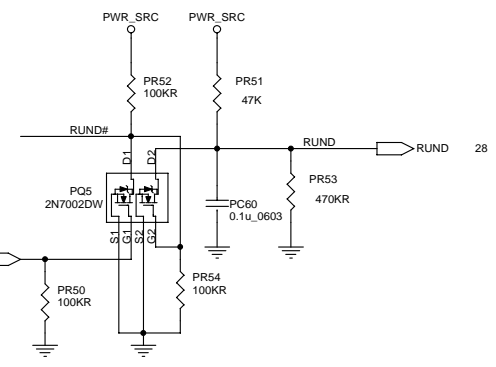 PWR_SRC PWR_SRC
PR52
100KR
PR51
47K
RUND#
RUND
RUND 28
D1
D2
PQ5
2N7002DW
PC60
0.1u_0603
PR53
470KR
S1
G1
S2
G2
PR50
100KR
PR54
100KR